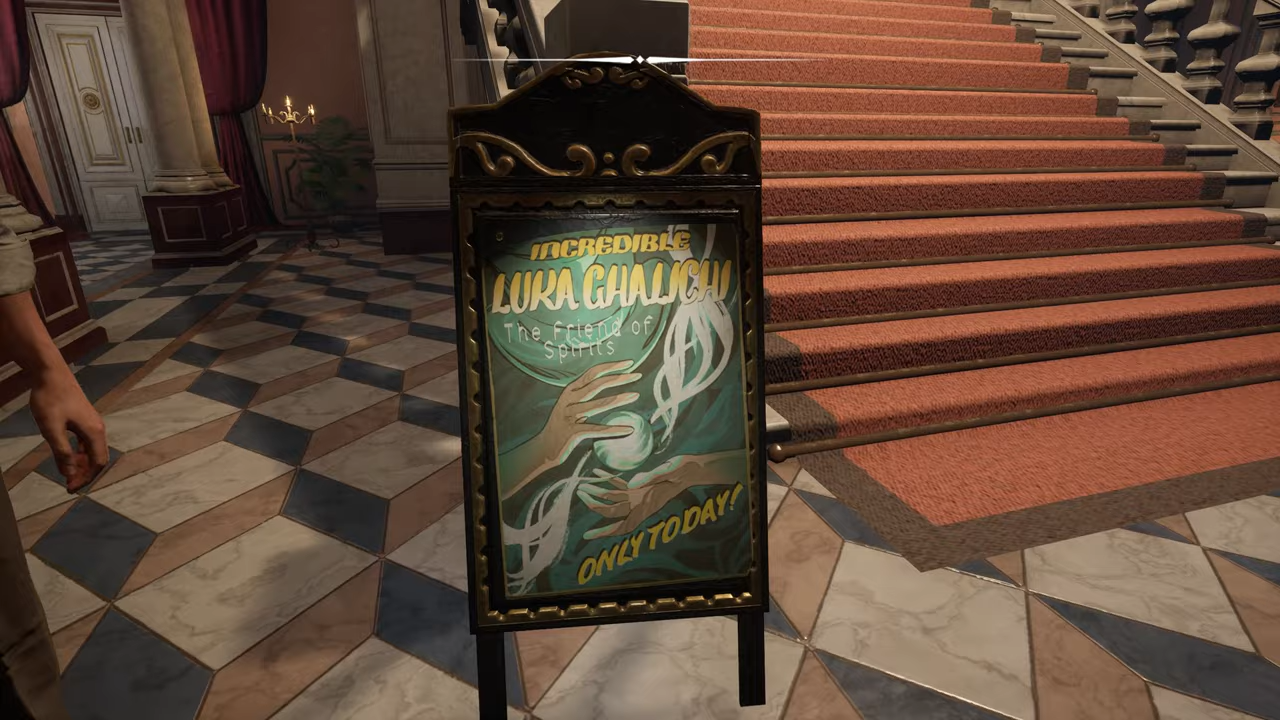 INCREDIBLE
LUKA GHALICHI
The Friend of
Spirits
ONLY TODAY!